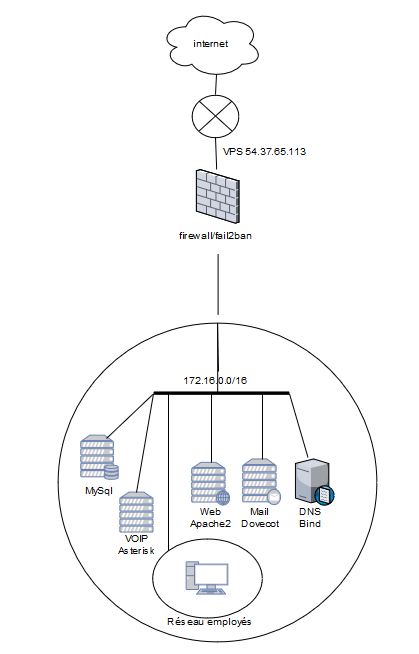 internet
VPS 54.37.65.113
firewall/fail2ban
172.16.0.0/16
MySql
VOIP
Asterisk
Web
Apache2
Mail
Dovecot
DNS
Bind
Réseau employés